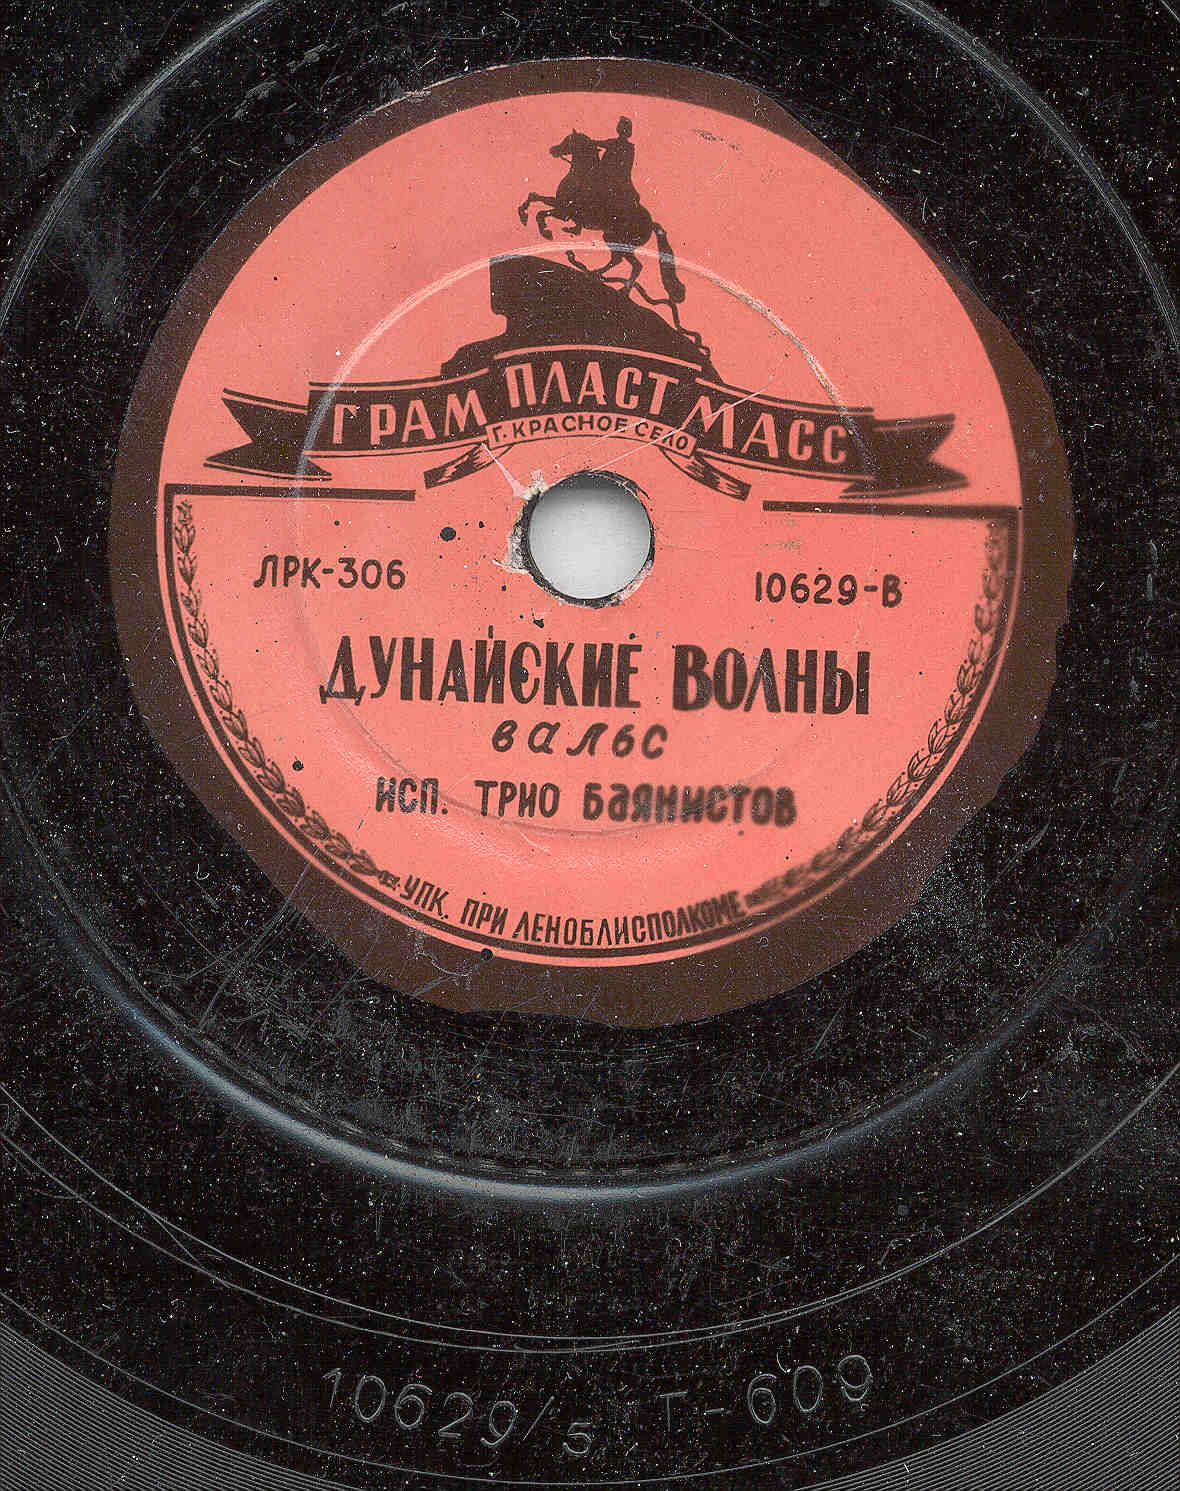 ГРАМ ПЛАСТ МАСС
Г. КРАСНОЕ СЕЛО
ЛРК-306
10629-В
ДУНАЙСКИЕ ВОЛНЫ
вальс
ИСП. ТРИО БАЯНИСТОВ
УПК. ПРИ ЛЕНОБЛИСПОЛКОМЕ
10629/5 Т-609